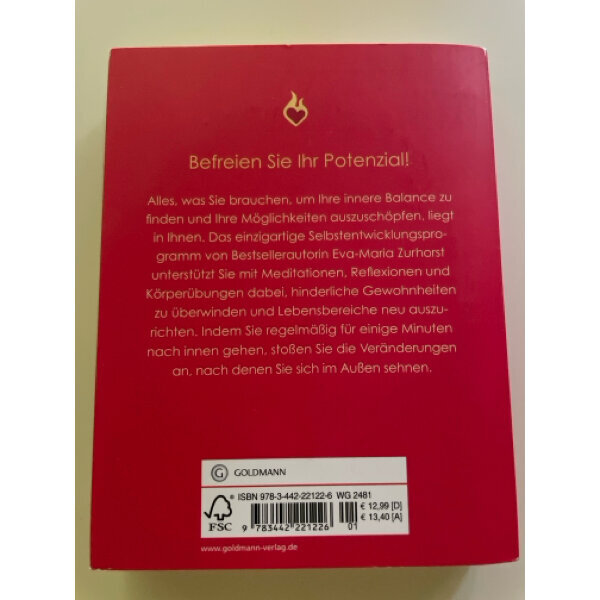 Befreien Sie Ihr Potenzial!
Alles, was Sie brauchen, um Ihre innere Balance zu
finden und Ihre Möglichkeiten auszuschöpfen, liegt
in Ihnen. Das einzigartige Selbstentwicklungspro-
gramm von Bestsellerautorin Eva-Maria Zurhorst
unterstützt Sie mit Meditationen, Reflexionen und
Körperübungen dabei, hinderliche Gewohnheiten
zu überwinden und Lebensbereiche neu auszu-
richten. Indem Sie regelmäßig für einige Minuten
nach innen gehen, stoßen Sie die Veränderungen
an, nach denen Sie sich im Außen sehnen.
G GOLDMANN
ISBN 978-3-442-22122-6 WG 2481
€ 12,99 [D]
€ 13,40 [A]
01
FSC
9 783442 221226
www.goldmann-verlag.de